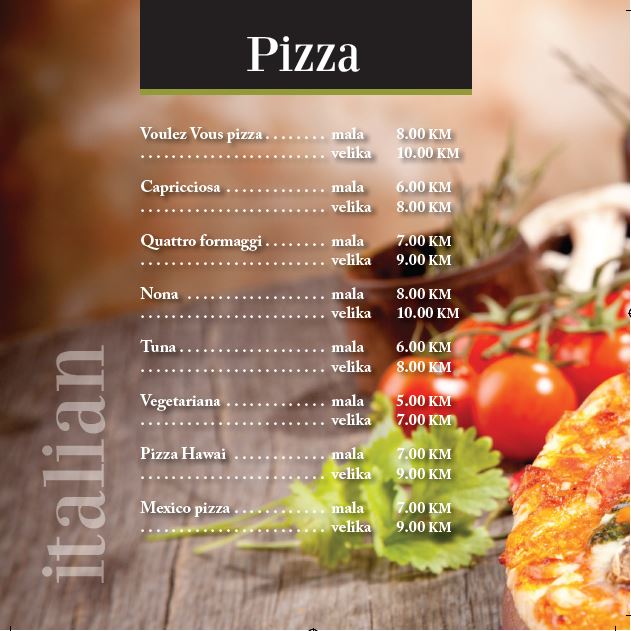 Pizza
Voulez Vous pizza . . . . . . . . mala 8.00 KM
. . . . . . . . . . . . . . . . . . . . . . . . velika 10.00 KM
Capricciosa . . . . . . . . . . . . . mala 6.00 KM
. . . . . . . . . . . . . . . . . . . . . . . . velika 8.00 KM
Quattro formaggi . . . . . . . . mala 7.00 KM
. . . . . . . . . . . . . . . . . . . . . . . . velika 9.00 KM
Nona . . . . . . . . . . . . . . . . . . mala 8.00 KM
. . . . . . . . . . . . . . . . . . . . . . . . velika 10.00 KM
Tuna . . . . . . . . . . . . . . . . . . . mala 6.00 KM
. . . . . . . . . . . . . . . . . . . . . . . . velika 8.00 KM
Vegetariana . . . . . . . . . . . . . mala 5.00 KM
. . . . . . . . . . . . . . . . . . . . . . . . velika 7.00 KM
Pizza Hawai . . . . . . . . . . . . mala 7.00 KM
. . . . . . . . . . . . . . . . . . . . . . . . velika 9.00 KM
Mexico pizza . . . . . . . . . . . . mala 7.00 KM
. . . . . . . . . . . . . . . . . . . . . . . . velika 9.00 KM
italian